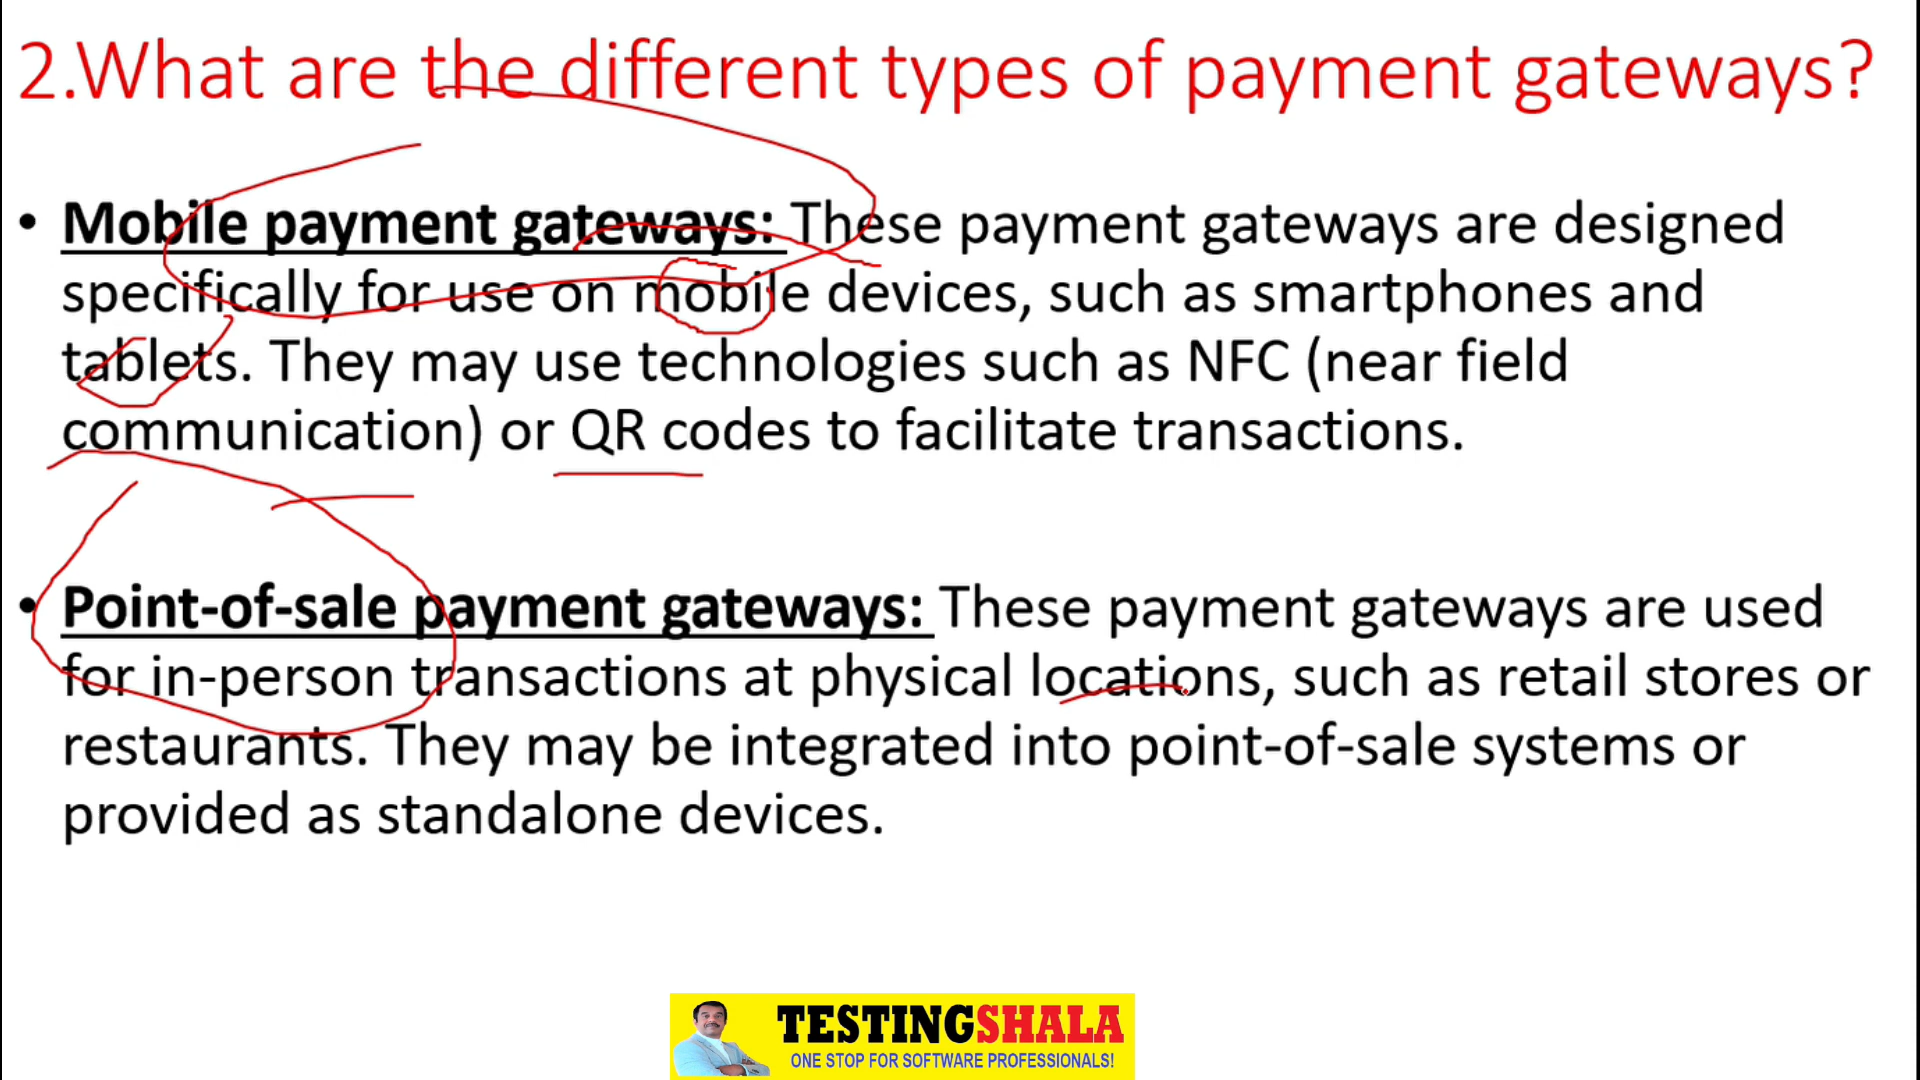 2.What are the different types of payment gateways?
• Mobile payment gateways: These payment gateways are designed
specifically for use on mobile devices, such as smartphones and
tablets. They may use technologies such as NFC (near field
communication) or QR codes to facilitate transactions.
• Point-of-sale payment gateways: These payment gateways are used
for in-person transactions at physical locations, such as retail stores or
restaurants. They may be integrated into point-of-sale systems or
provided as standalone devices.
TESTINGSHALA
ONE STOP FOR SOFTWARE PROFESSIONALS!